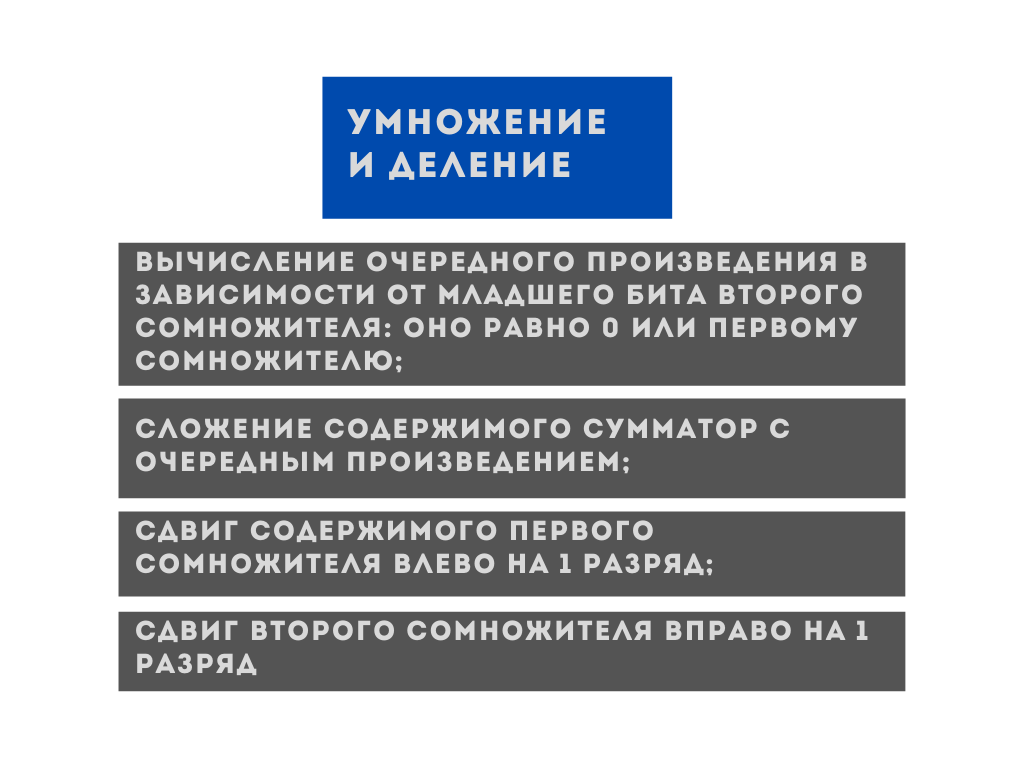 УМНОЖЕНИЕ
И ДЕЛЕНИЕ
ВЫЧИСЛЕНИЕ ОЧЕРЕДНОГО ПРОИЗВЕДЕНИЯ В
ЗАВИСИМОСТИ ОТ МЛАДШЕГО БИТА ВТОРОГО
СОМНОЖИТЕЛЯ: ОНО РАВНО 0 ИЛИ ПЕРВОМУ
СОМНОЖИТЕЛЮ;
СЛОЖЕНИЕ СОДЕРЖИМОГО СУММАТОР С
ОЧЕРЕДНЫМ ПРОИЗВЕДЕНИЕМ;
СДВИГ СОДЕРЖИМОГО ПЕРВОГО
СОМНОЖИТЕЛЯ ВЛЕВО НА 1 РАЗРЯД;
СДВИГ ВТОРОГО СОМНОЖИТЕЛЯ ВПРАВО НА 1
РАЗРЯД